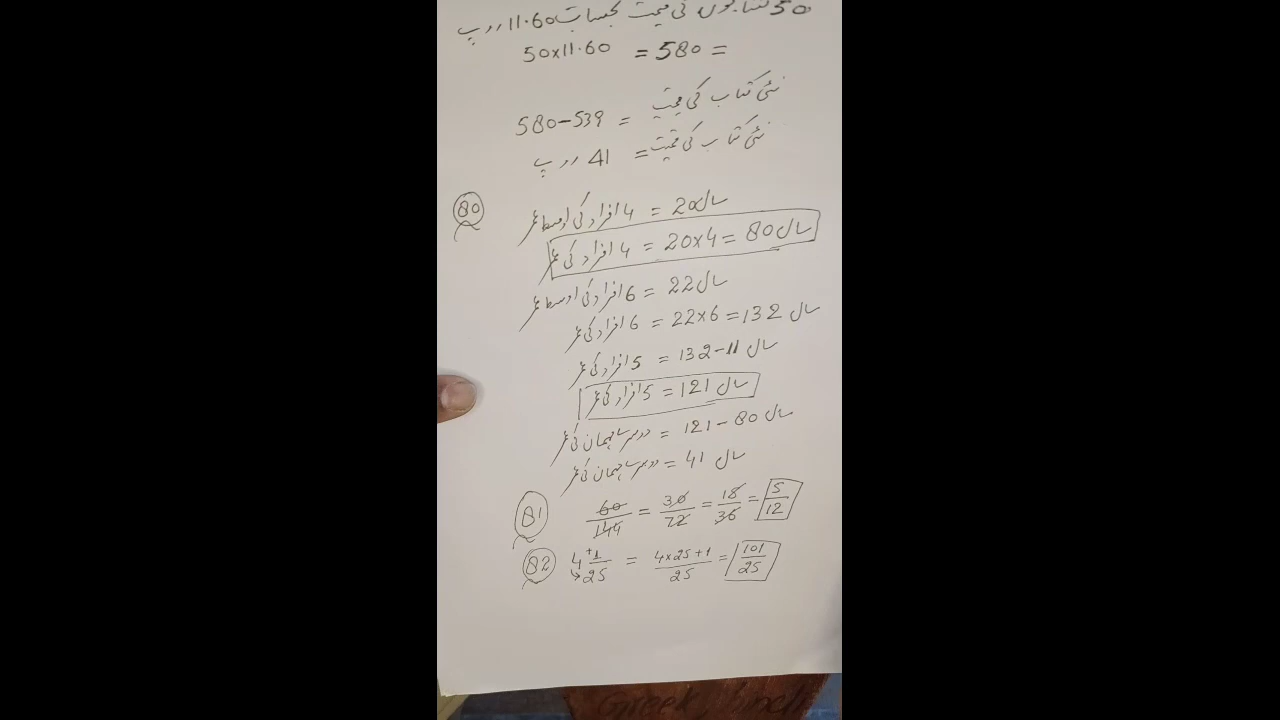 50 کتابوں کی قیمت بحساب 11.60 روپے
50x11.60 = 580 =
نئی کتاب کی قیمت = 580-539
نئی کتاب کی قیمت = 41 روپے
80
4 افراد کی اوسط عمر = 20 سال
4 افراد کی عمر = 20x4 = 80 سال
6 افراد کی اوسط عمر = 22 سال
6 افراد کی عمر = 22x6 = 132 سال
5 افراد کی عمر = 132-11 سال
5 افراد کی عمر = 121 سال
دوسرے مہمان کی عمر = 121-80 سال
دوسرے مہمان کی عمر = 41 سال
81 60/144 = 30/72 = 15/36 = 5/12
82 4 +1/25 = 4x25+1/25 = 101/25